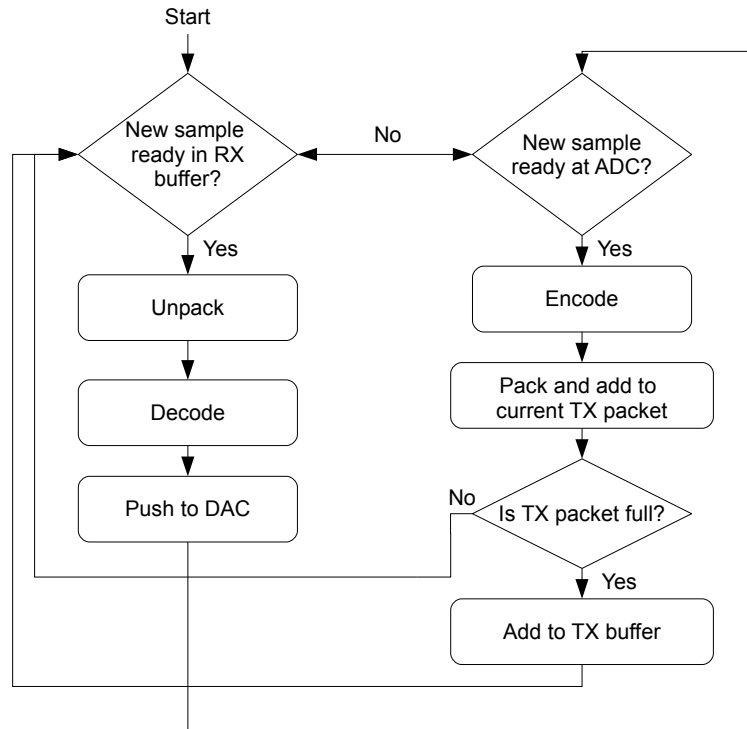 Start
New sample
ready in RX
buffer?
No
New sample
ready at ADC?
Yes
Yes
Unpack
Encode
Decode
Pack and add to
current TX packet
Push to DAC
No
Is TX packet full?
Yes
Add to TX buffer